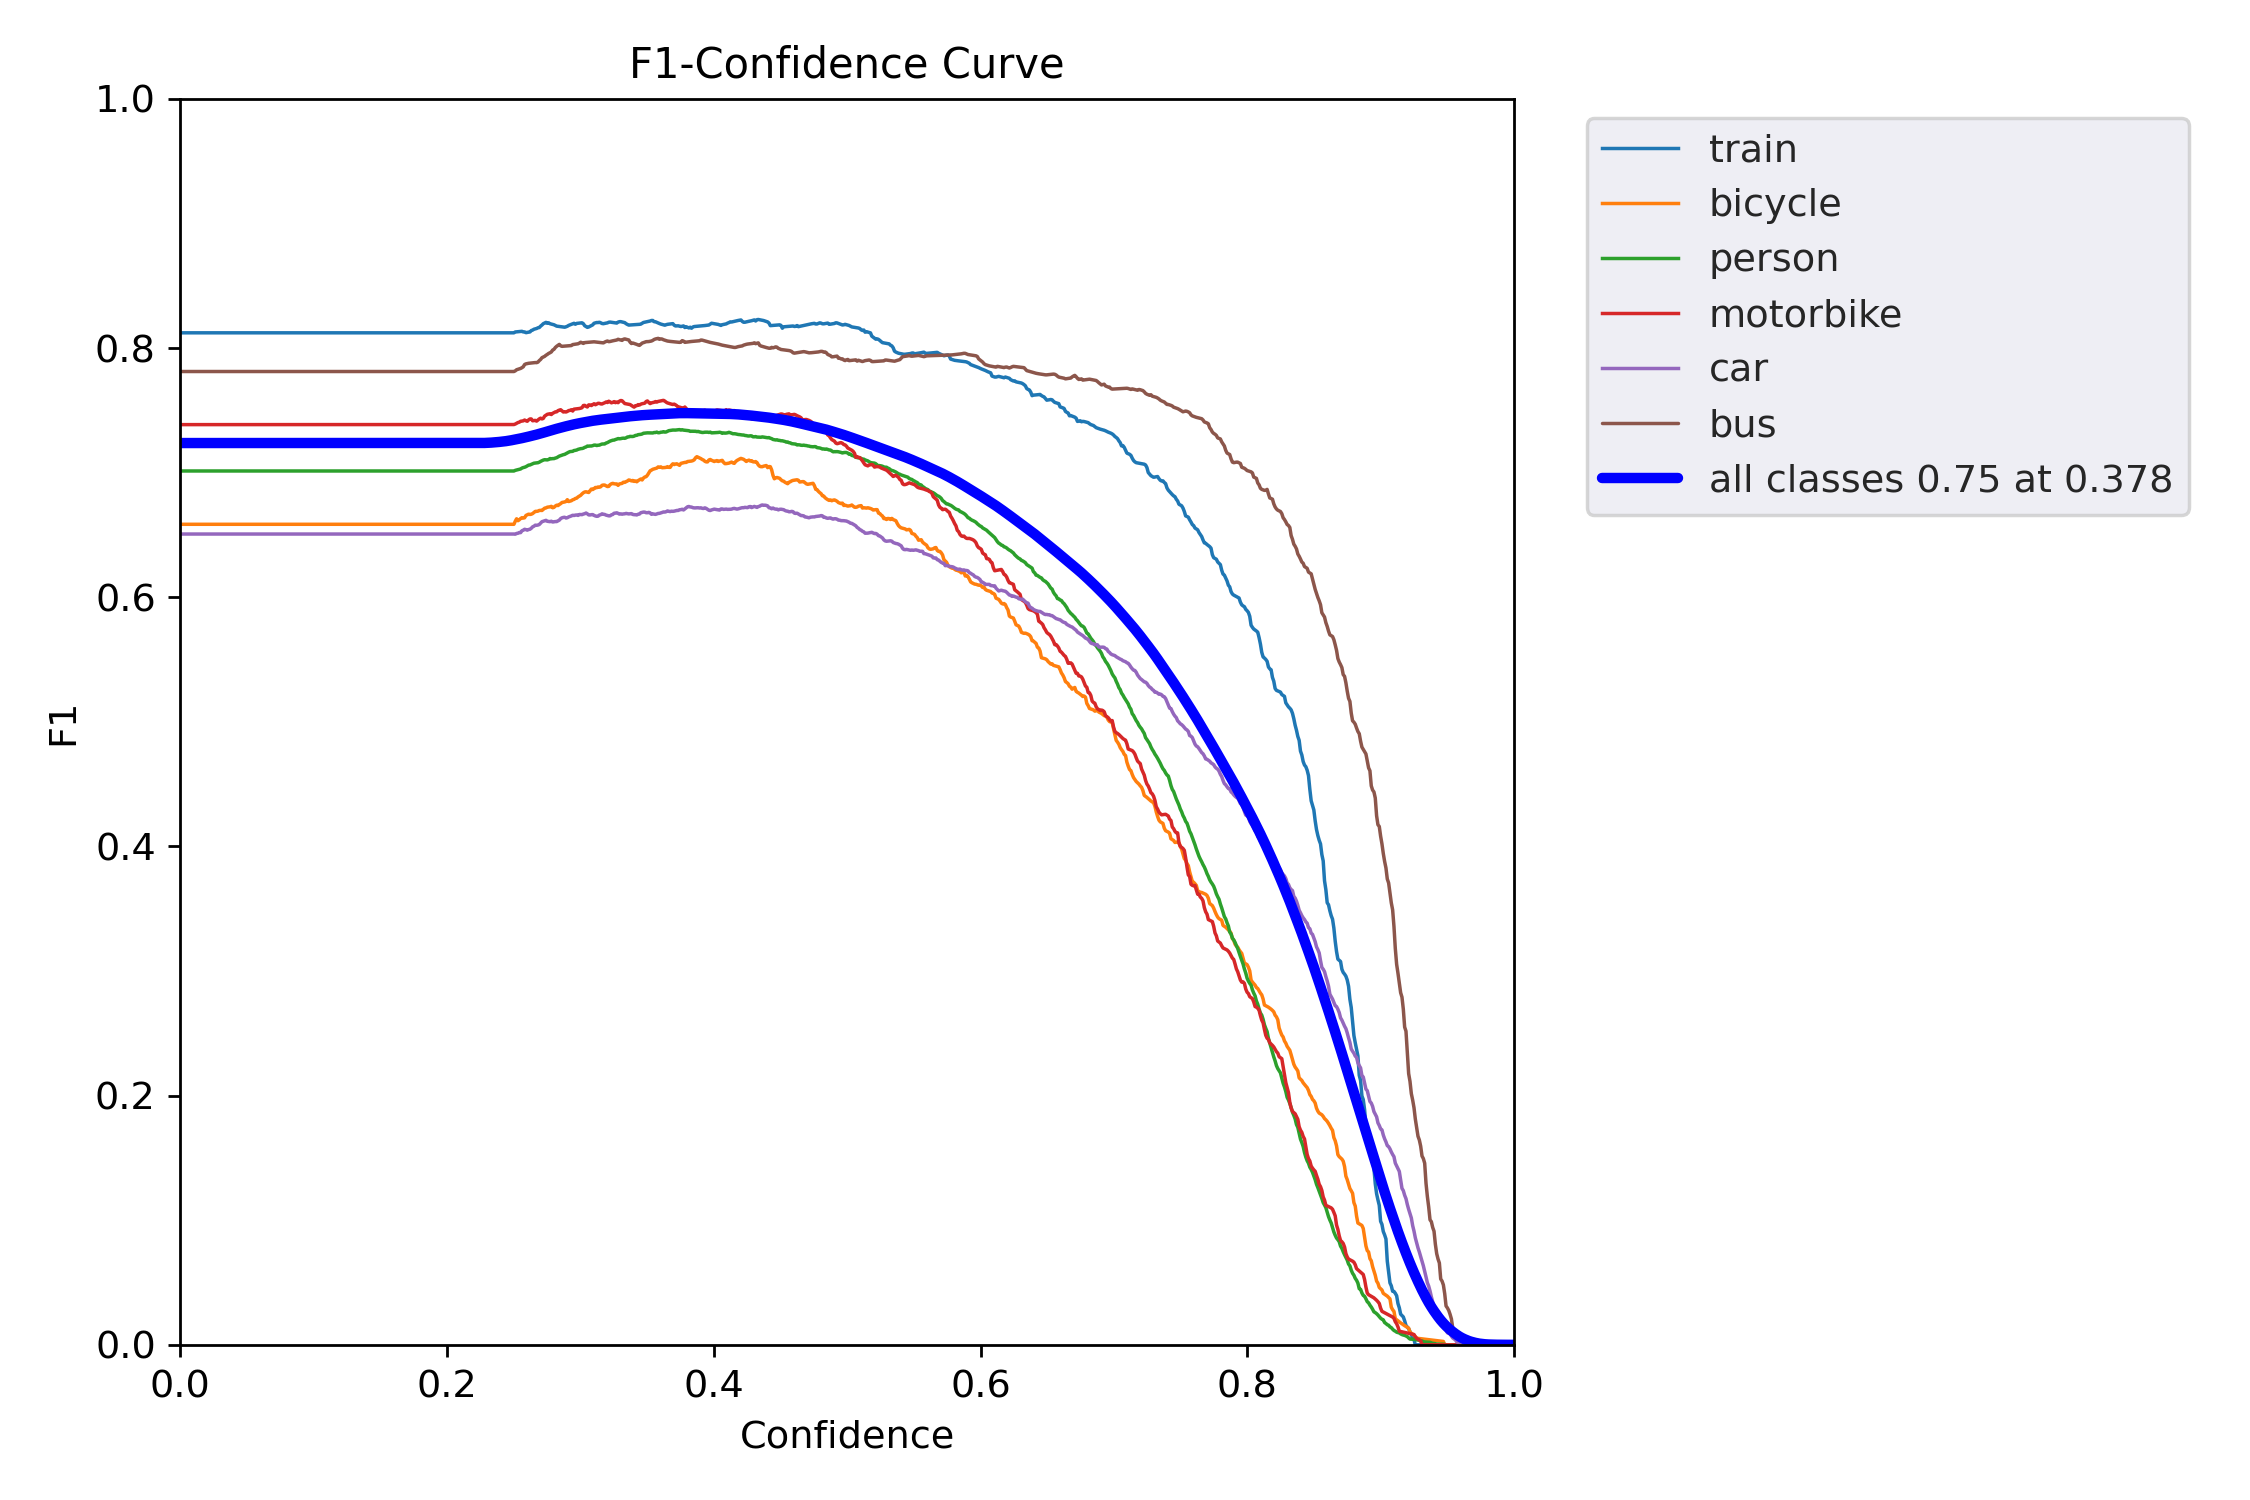 F1-Confidence Curve
1.0
0.8
0.6
0.4
0.2
0.0
F1
0.0 0.2 0.4 0.6 0.8 1.0
Confidence
train
bicycle
person
motorbike
car
bus
all classes 0.75 at 0.378